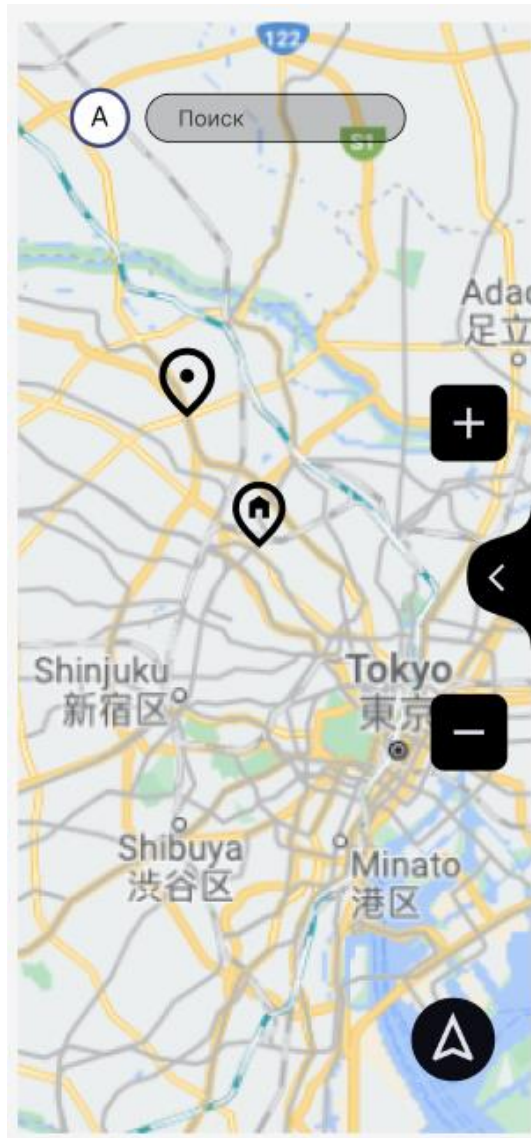 122
A
Поиск
S1
Adac
足立
Shinjuku
新宿区
Tokyo
東京
Shibuya
渋谷区
Minato
港区